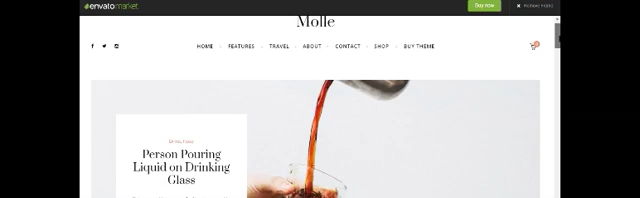 envatomarket
Buy now
Molle
HOME
FEATURES
TRAVEL
ABOUT
CONTACT
SHOP
BUY THEME
Person Pouring
Liquid on Drinking
Glass